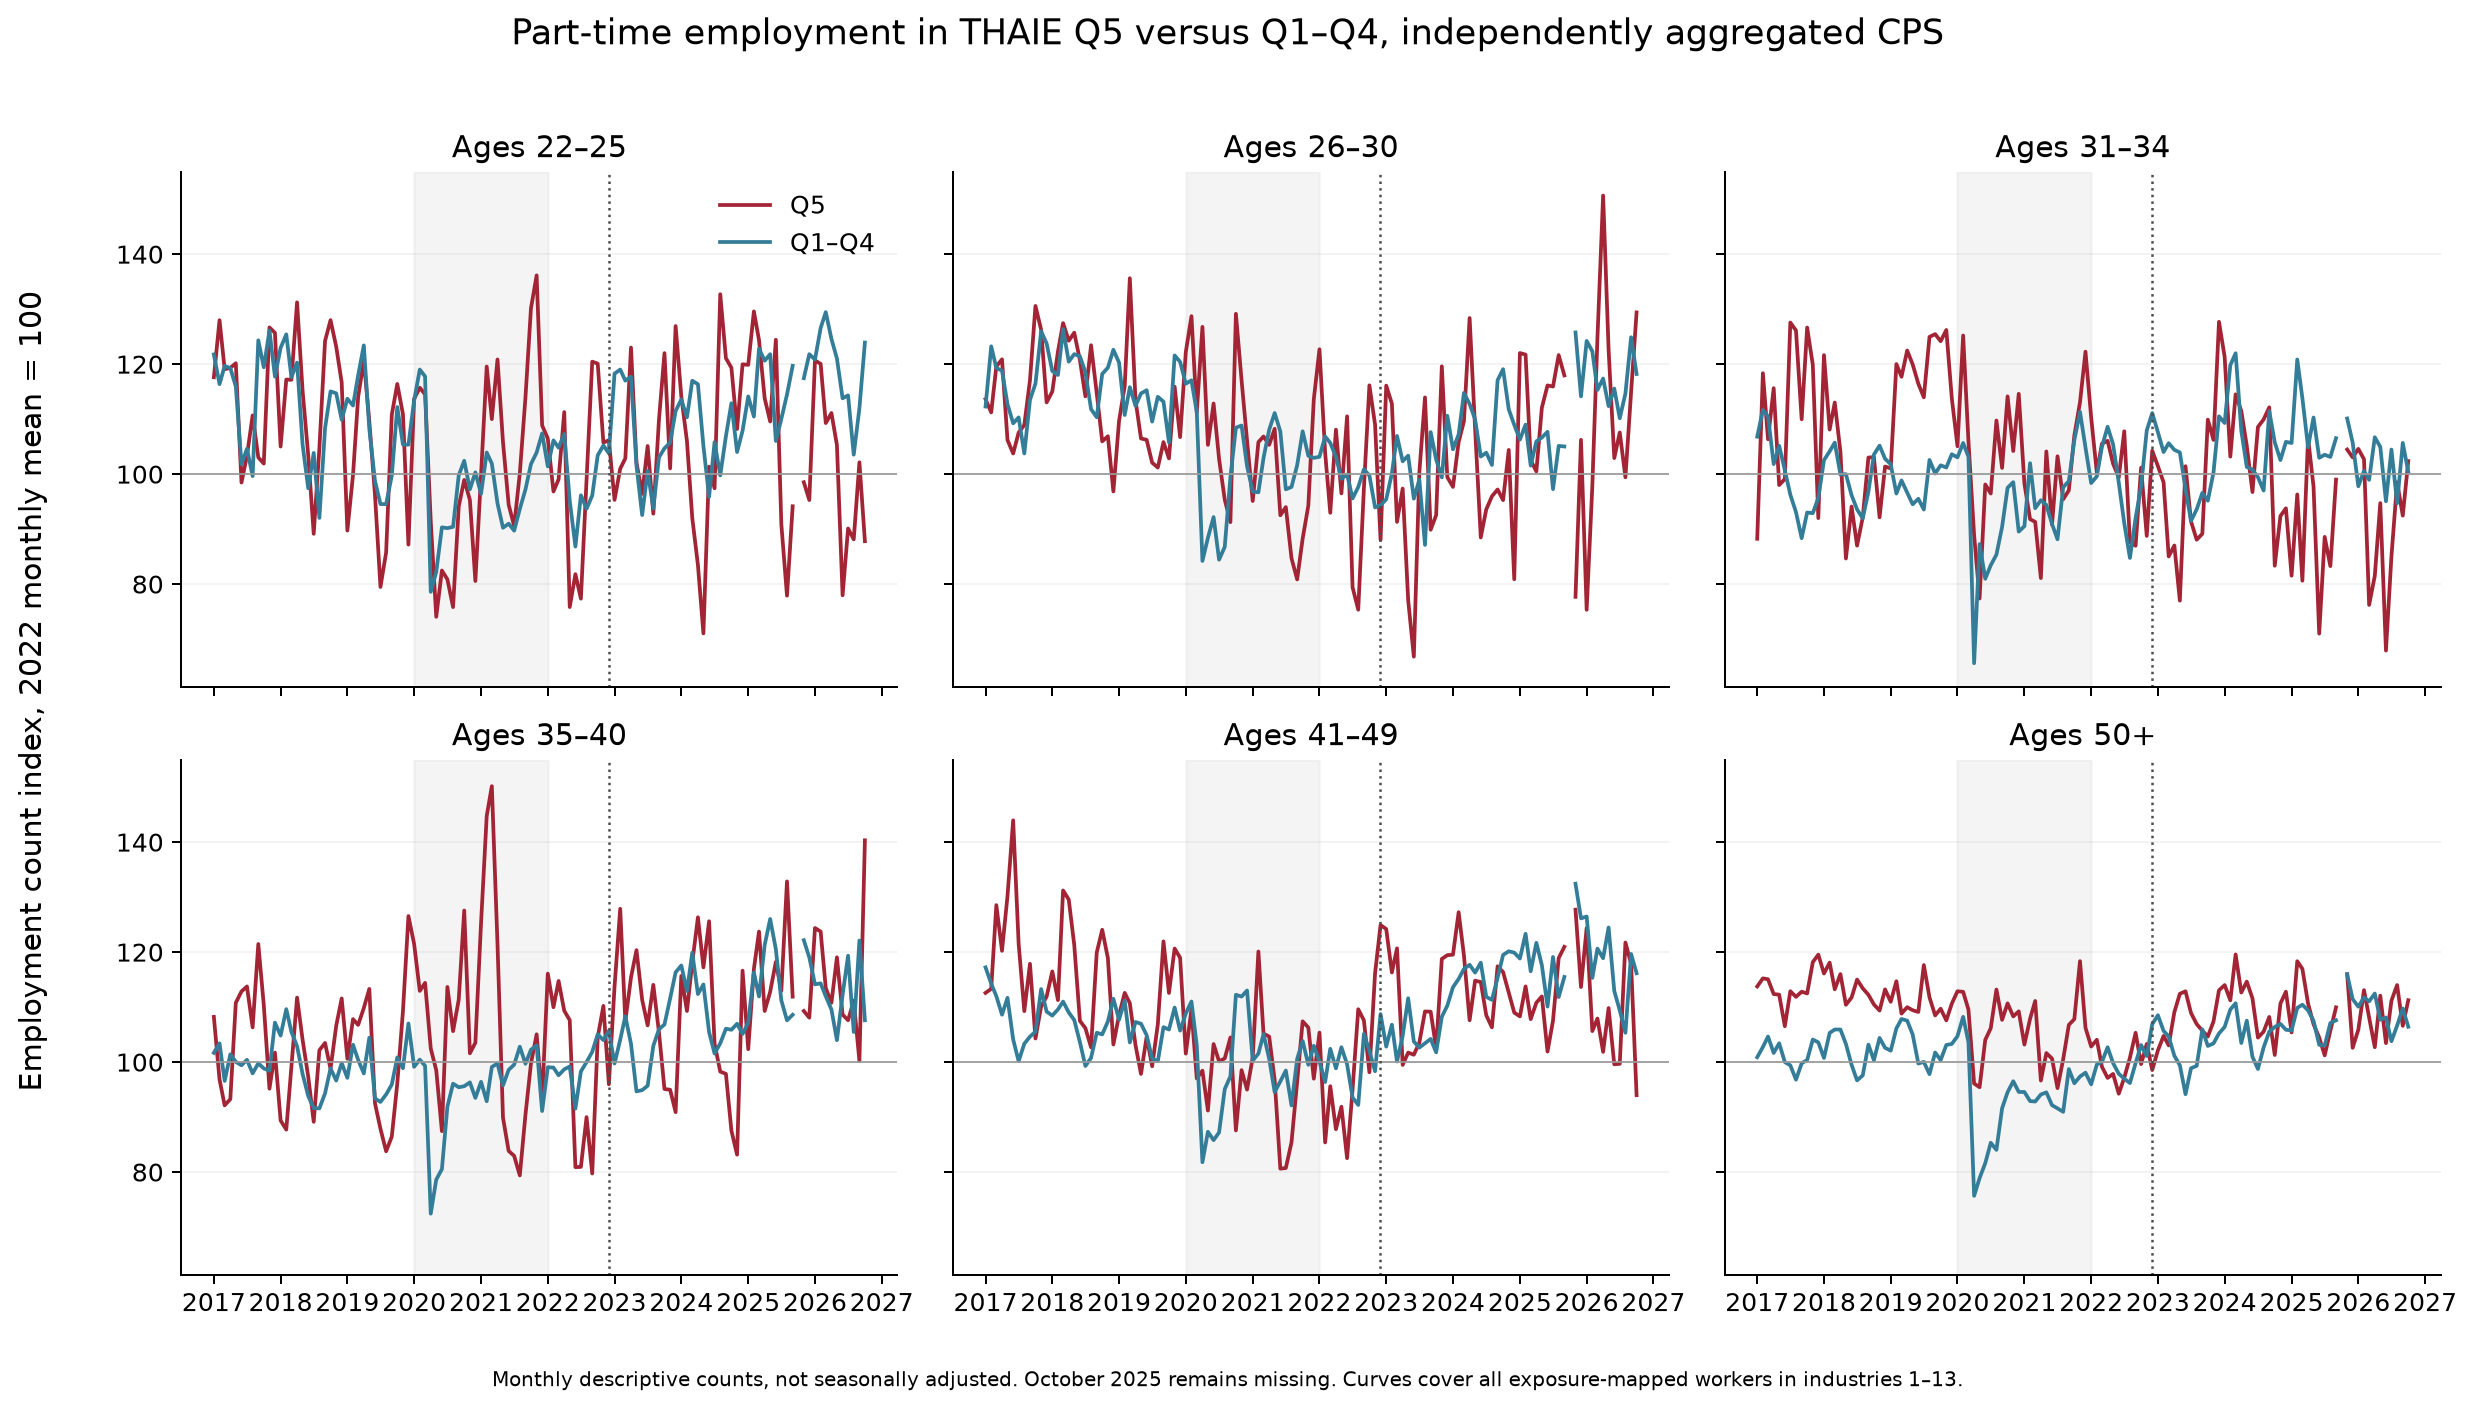 Part-time employment in THAIE Q5 versus Q1–Q4, independently aggregated CPS
Employment count index, 2022 monthly mean = 100
Ages 22–25
Q5
Q1–Q4
140
120
100
80
Ages 26–30
Ages 31–34
Ages 35–40
140
120
100
80
2017 2018 2019 2020 2021 2022 2023 2024 2025 2026 2027
Ages 41–49
2017 2018 2019 2020 2021 2022 2023 2024 2025 2026 2027
Ages 50+
2017 2018 2019 2020 2021 2022 2023 2024 2025 2026 2027
Monthly descriptive counts, not seasonally adjusted. October 2025 remains missing. Curves cover all exposure-mapped workers in industries 1–13.